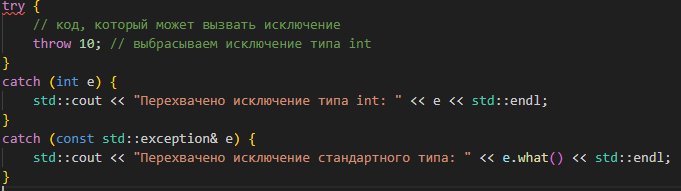 try {
    // код, который может вызвать исключение
    throw 10; // выбрасываем исключение типа int
}
catch (int e) {
    std::cout << "Перехвачено исключение типа int: " << e << std::endl;
}
catch (const std::exception& e) {
    std::cout << "Перехвачено исключение стандартного типа: " << e.what() << std::endl;
}